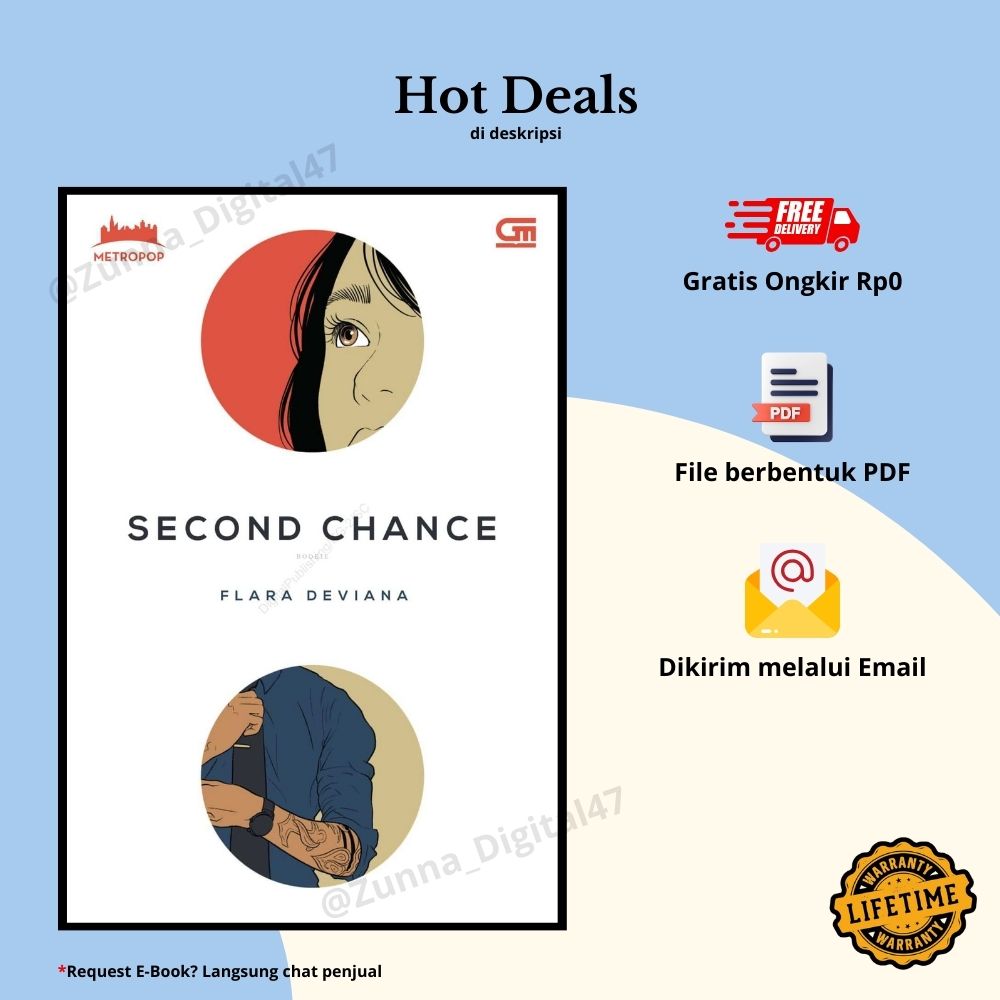 Hot Deals
di deskripsi
@Zunna_Digital47
METROPOP
GM
FREE
DELIVERY
Gratis Ongkir Rp0
PDF
File berbentuk PDF
SECOND CHANCE
FLARA DEVIANA
Dikirim melalui Email
@Zunna_Digital47
WARRANTY
LIFETIME
WARRANTY
*Request E-Book? Langsung chat penjual